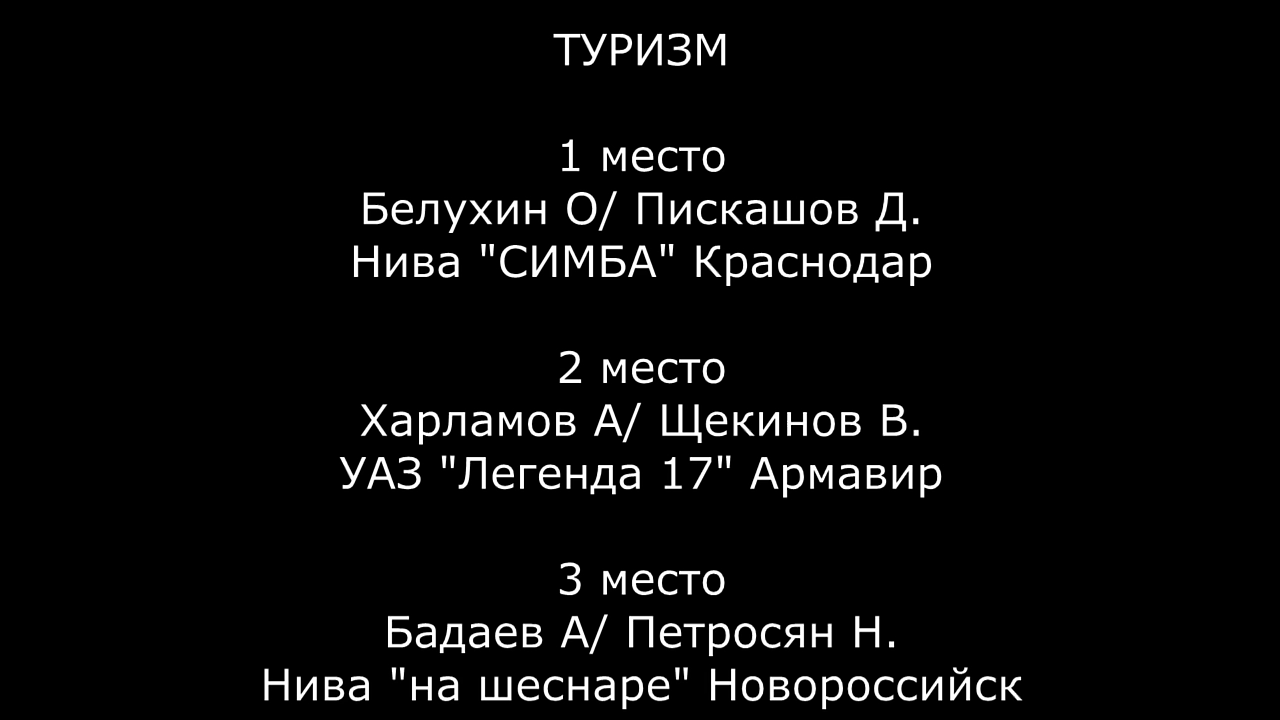 ТУРИЗМ
1 место
Белухин О/ Пискашов Д.
Нива "СИМБА" Краснодар
2 место
Харламов А/ Щекинов В.
УАЗ "Легенда 17" Армавир
3 место
Бадаев А/ Петросян Н.
Нива "на шеснаре" Новороссийск